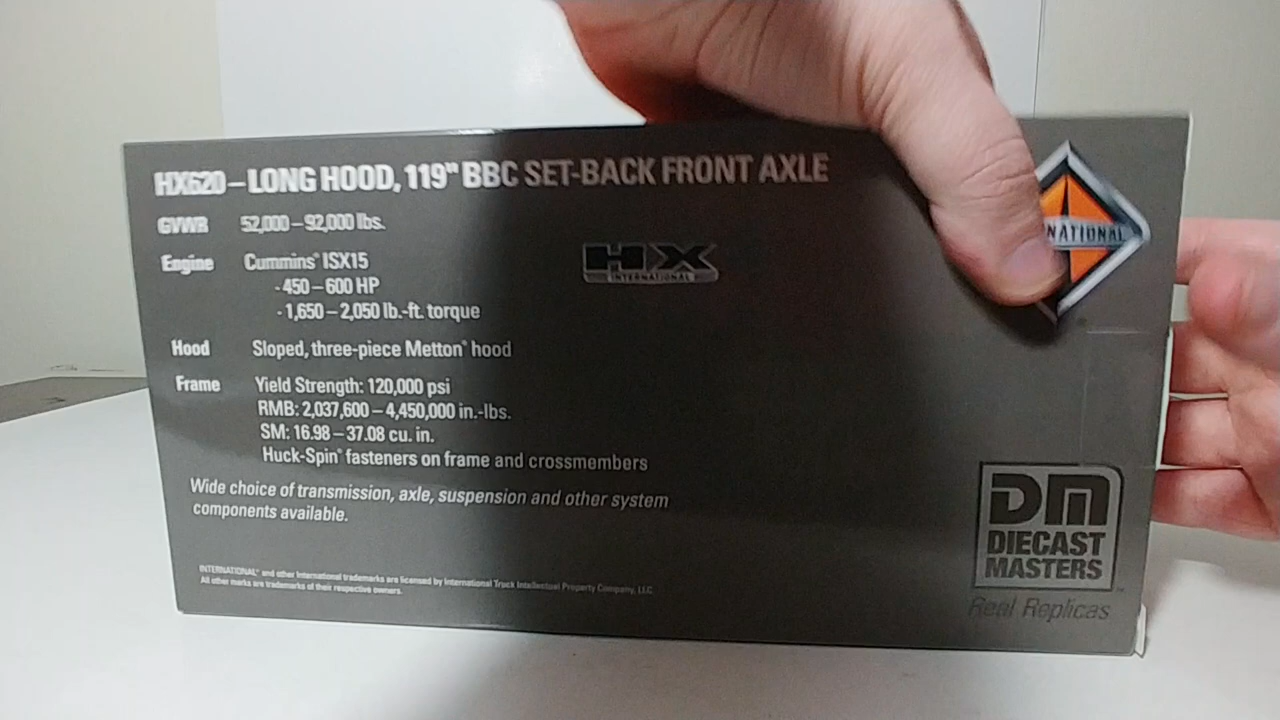 HX620 – LONG HOOD, 119" BBC SET-BACK FRONT AXLE
GVWR 52,000 – 92,000 lbs.
Engine Cummins® ISX15
- 450 – 600 HP
- 1,650 – 2,050 lb.-ft. torque
Hood Sloped, three-piece Metton® hood
Frame Yield Strength: 120,000 psi
RMB: 2,037,600 – 4,450,000 in.-lbs.
SM: 16.98 – 37.08 cu. in.
Huck-Spin® fasteners on frame and crossmembers
Wide choice of transmission, axle, suspension and other system
components available.
INTERNATIONAL® and other International trademarks are licensed by International Truck Intellectual Property Company, LLC
All other marks are trademarks of their respective owners.
HX
INTERNATIONAL
NATIONAL
DM
DIECAST
MASTERS
™
Real Replicas